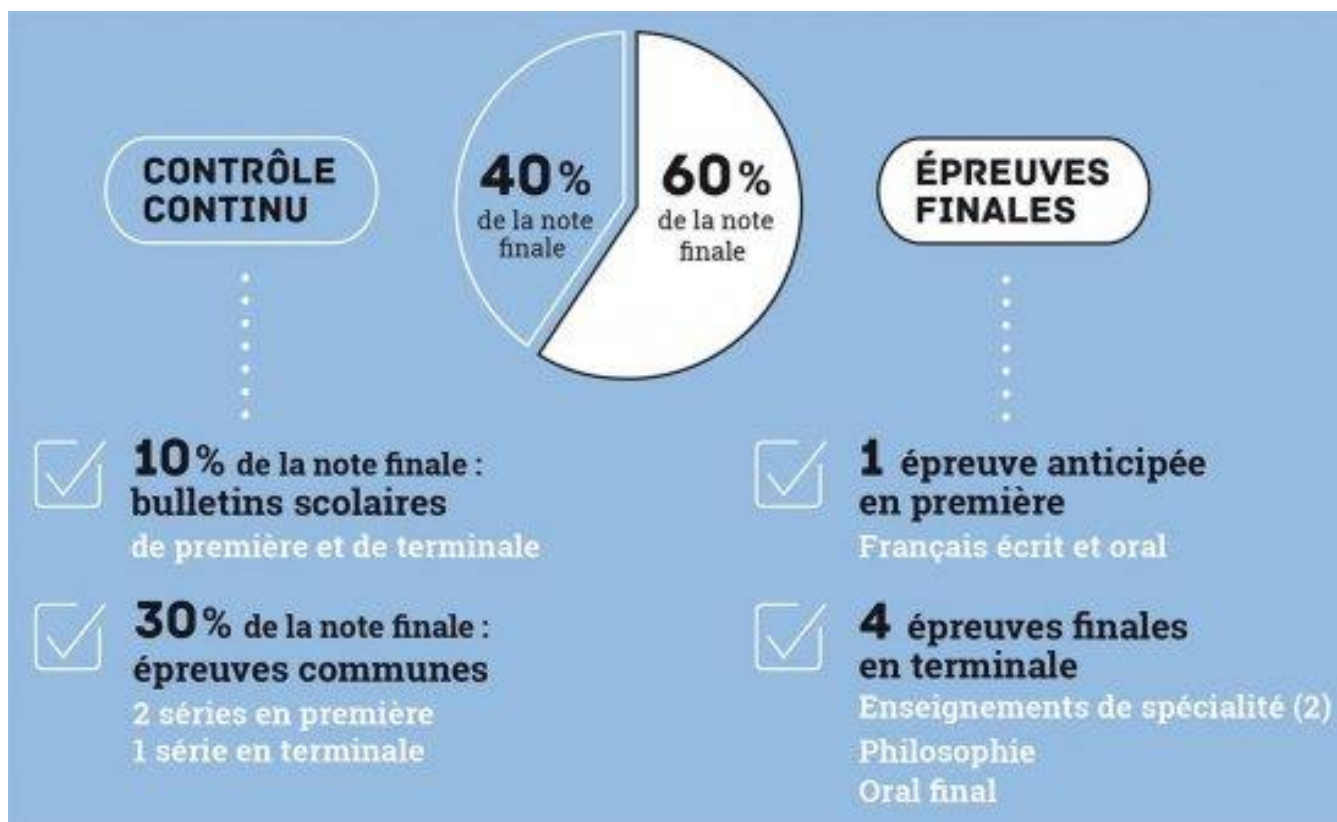 CONTRÔLE
CONTINU
40%
de la note
finale
60%
de la note
finale
ÉPREUVES
FINALES
10% de la note finale :
bulletins scolaires
de première et de terminale
30% de la note finale :
épreuves communes
2 séries en première
1 série en terminale
1 épreuve anticipée
en première
Français écrit et oral
4 épreuves finales
en terminale
Enseignements de spécialité (2)
Philosophie
Oral final